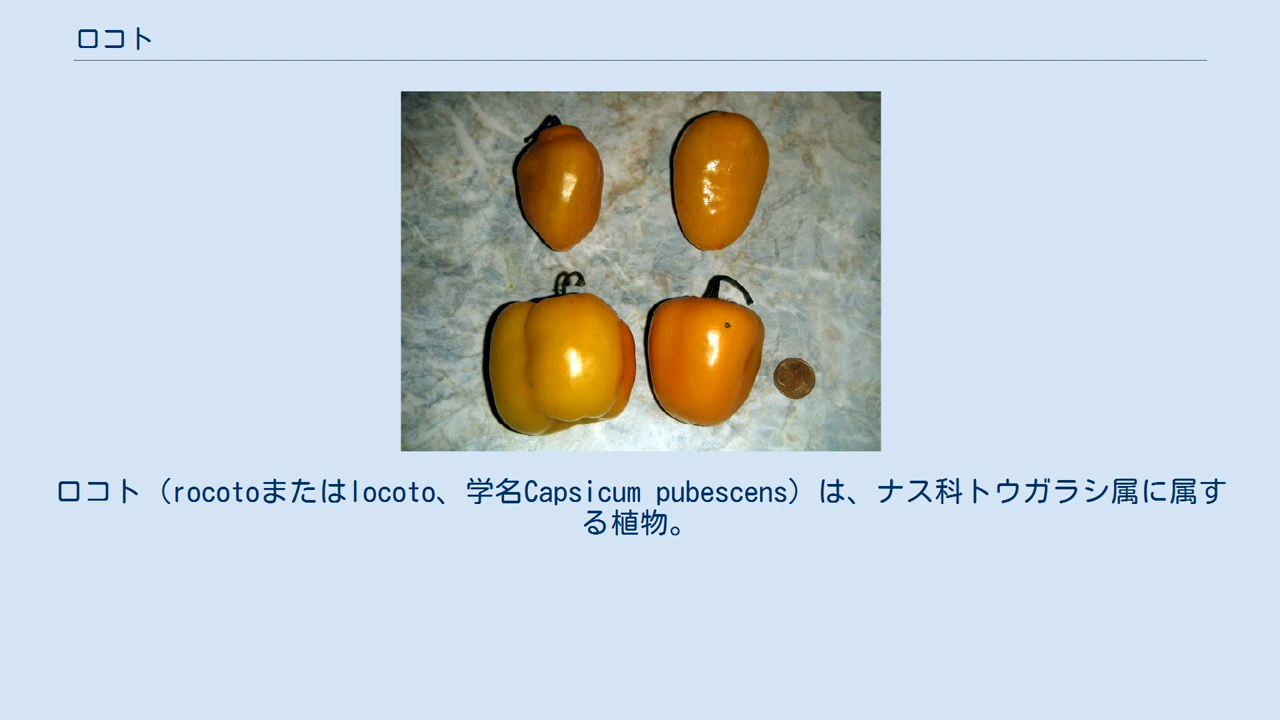 ロコト
ロコト（rocotoまたはlocoto、学名Capsicum pubescens）は、ナス科トウガラシ属に属す
る植物。